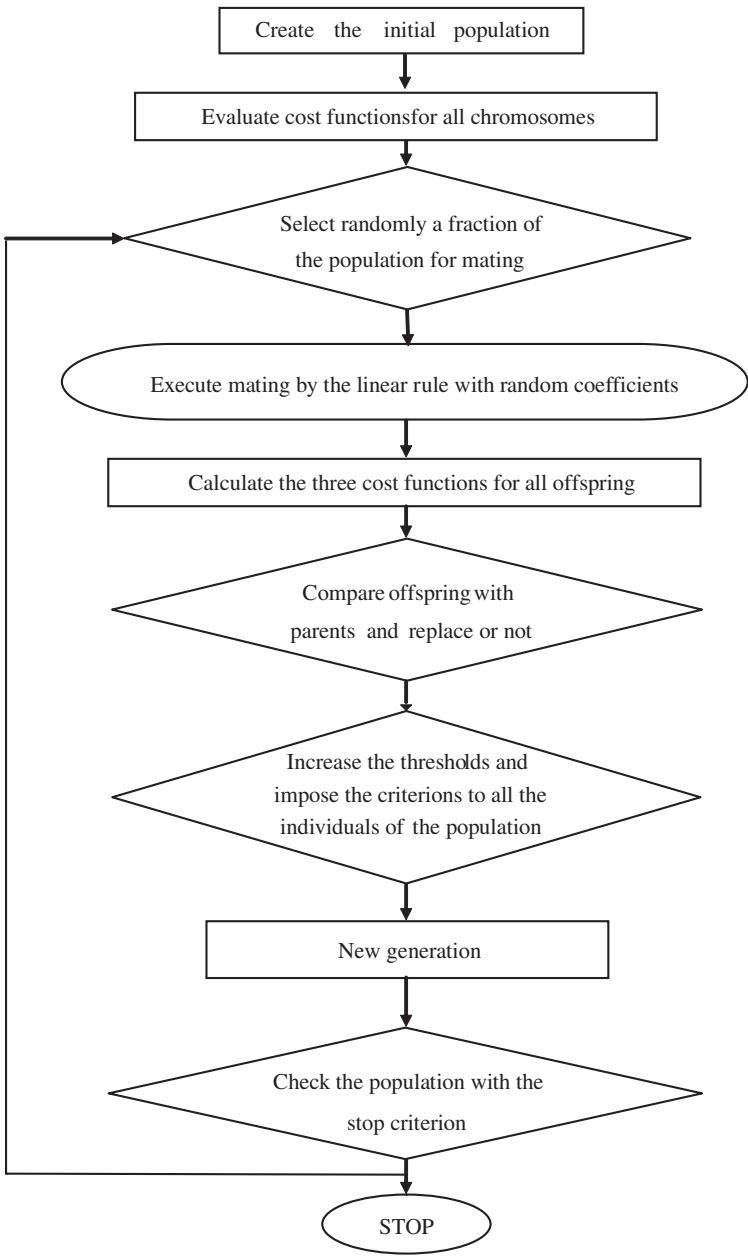 Create the initial population
Evaluate cost functionsfor all chromosomes
Select randomly a fraction of
the population for mating
Execute mating by the linear rule with random coefficients
Calculate the three cost functions for all offspring
Compare offspring with
parents and replace or not
Increase the thresholds and
impose the criterions to all the
individuals of the population
New generation
Check the population with the
stop criterion
STOP